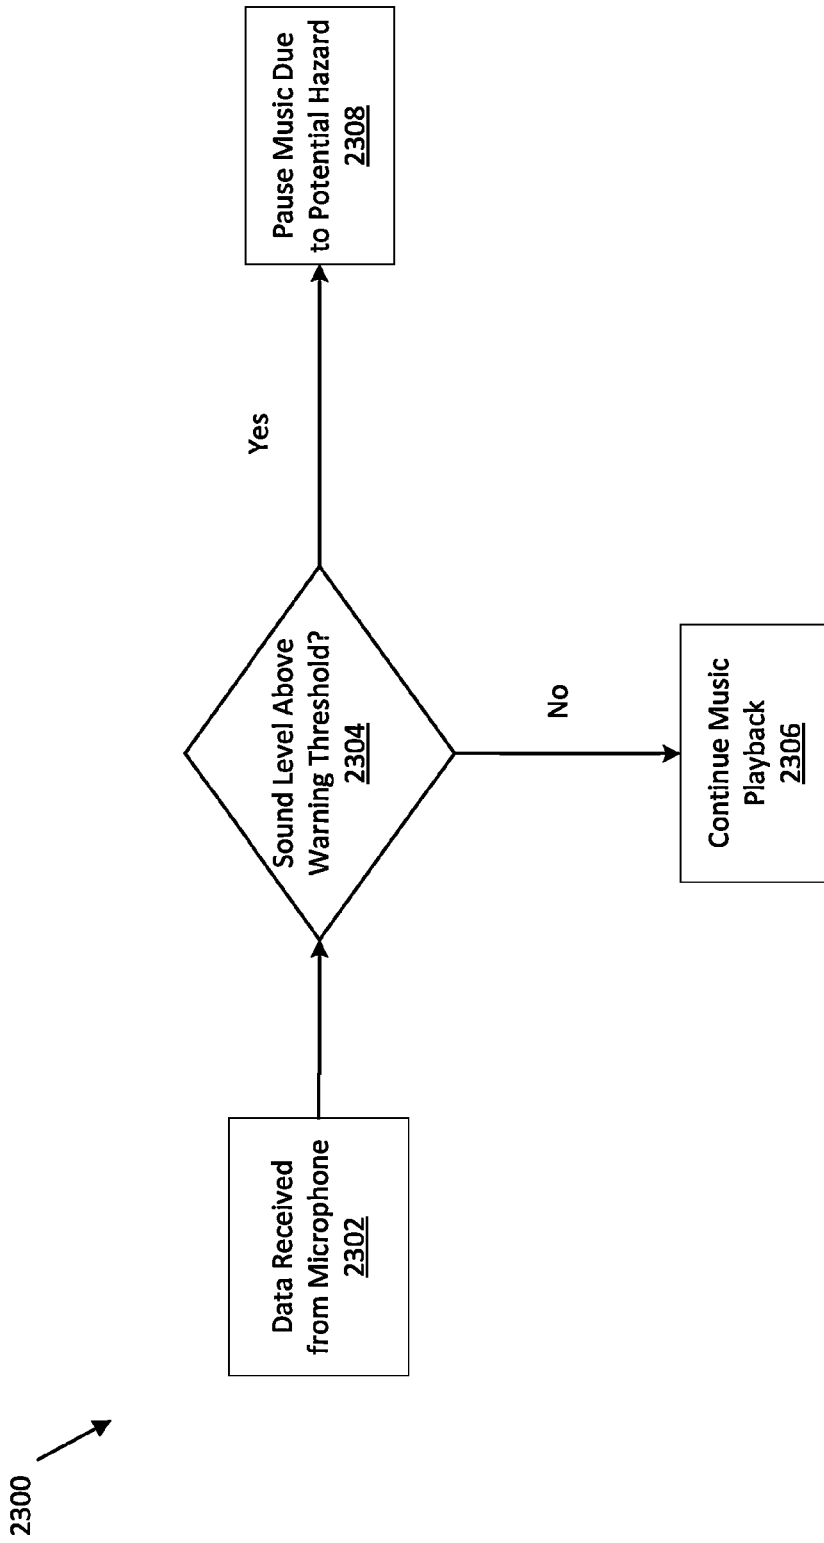 2300
Data Received
from Microphone
2302
Sound Level Above
Warning Threshold?
2304
Yes
Pause Music Due
to Potential Hazard
2308
No
Continue Music
Playback
2306